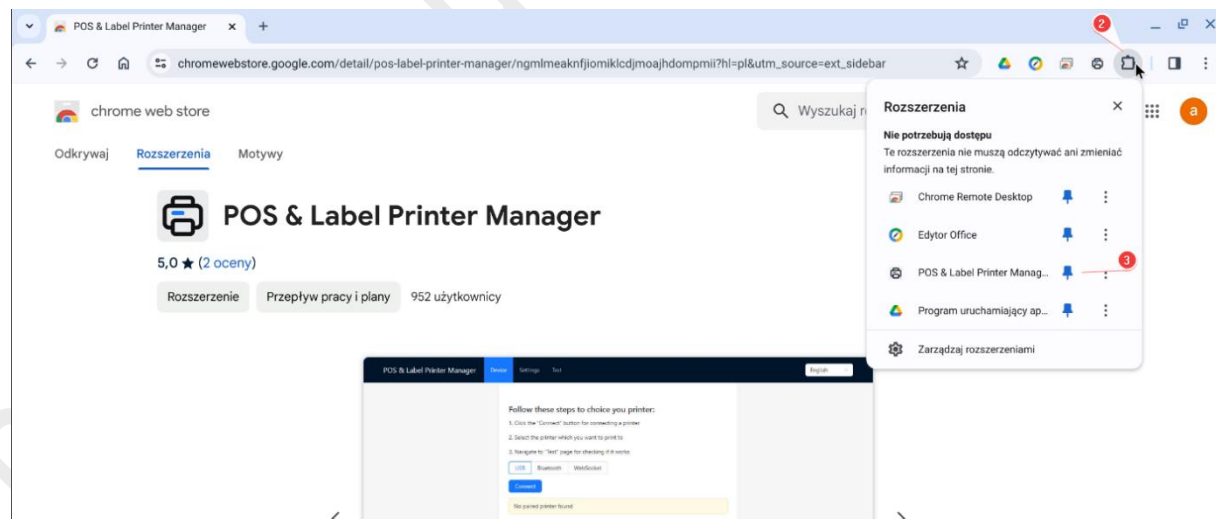 POS & Label Printer Manager
2
chromewebstore.google.com/detail/pos-label-printer-manager/ngmlmeaknfjiomiklcdjmoajhdompmii?hl=pl&utm_source=ext_sidebar
chrome web store
Wyszukaj
a
Odkrywaj
Rozszerzenia
Motywy
POS & Label Printer Manager
5,0 ★ (2 oceny)
Rozszerzenie
Przepływ pracy i plany
952 użytkownicy
Rozszerzenia
Nie potrzebują dostępu
Te rozszerzenia nie muszą odczytywać ani zmieniać
informacji na tej stronie.
Chrome Remote Desktop
Edytor Office
POS & Label Printer Manag...
3
Program uruchamiający ap...
Zarządzaj rozszerzeniami
POS & Label Printer Manager
Device
Settings
Test
English
Follow these steps to choice you printer:
1. Click the "Connect" button for connecting a printer
2. Select the printer which you want to print to
3. Navigate to "Test" page for checking if it works
USB
Bluetooth
WebSocket
Connect
No paired printer found